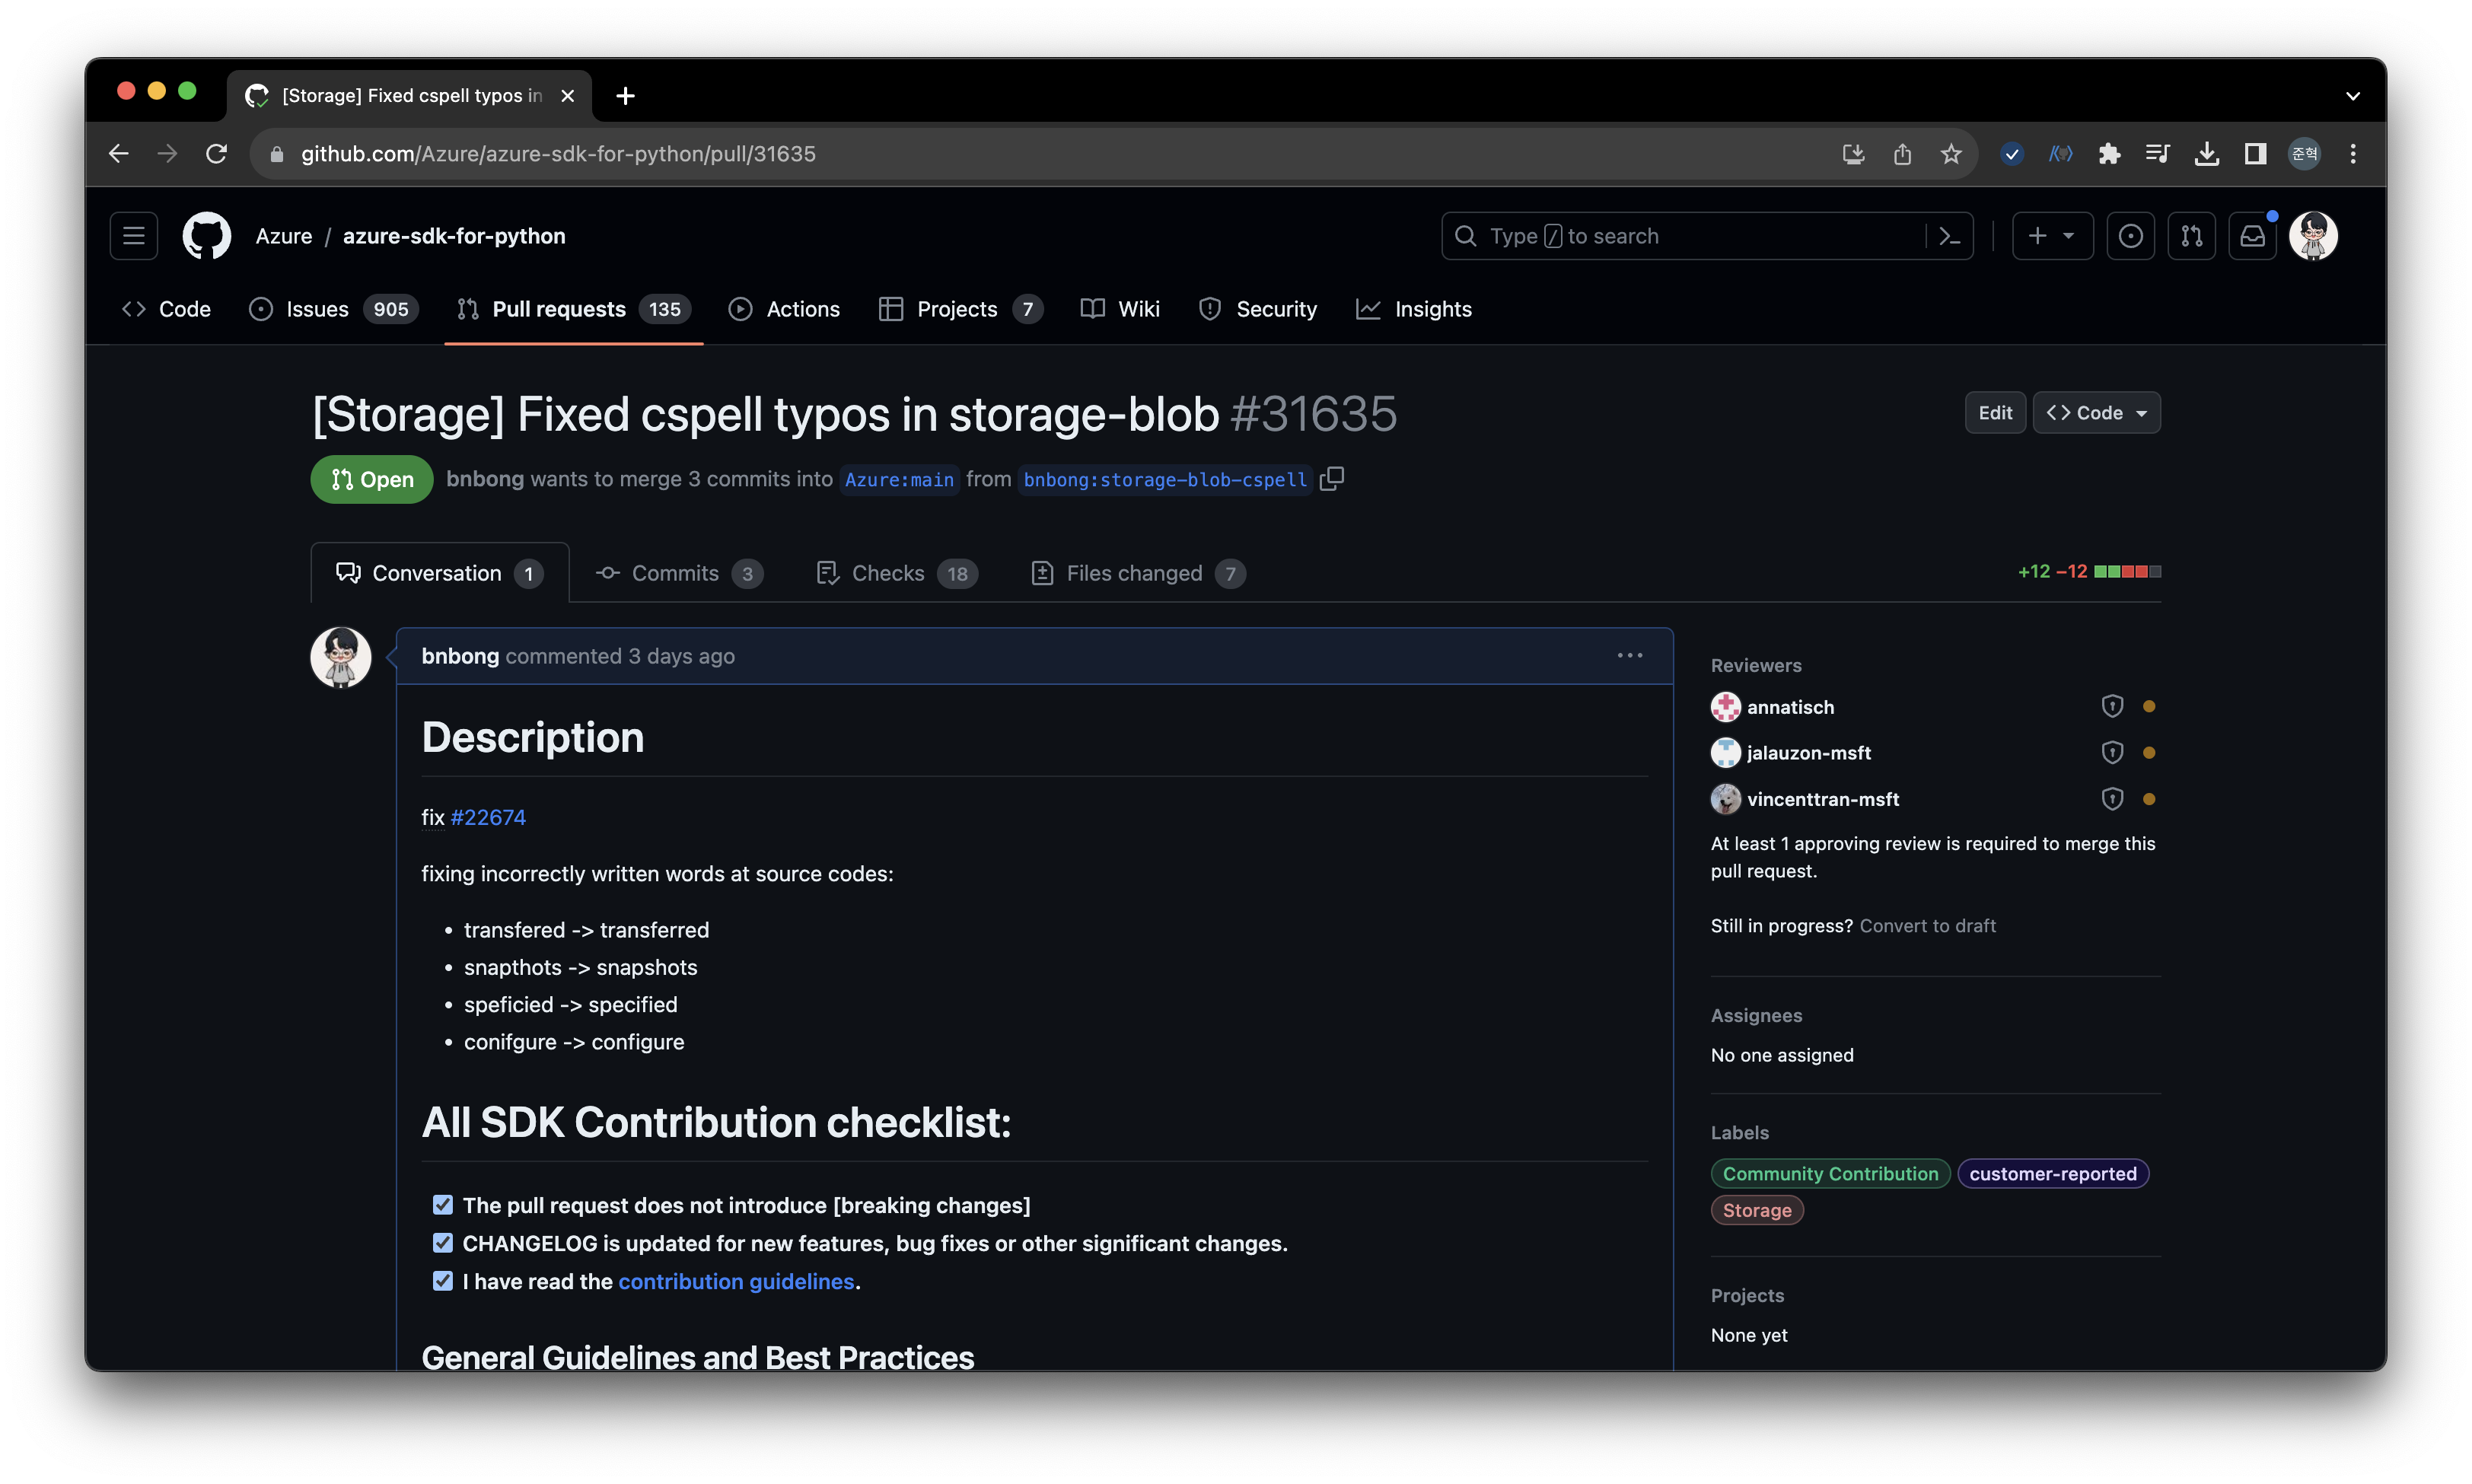 [Storage] Fixed cspell typos in
github.com/Azure/azure-sdk-for-python/pull/31635
준혁
Azure / azure-sdk-for-python
Type / to search
Code Issues 905 Pull requests 135 Actions Projects 7 Wiki Security Insights
[Storage] Fixed cspell typos in storage-blob #31635
Edit <> Code
Open bnbong wants to merge 3 commits into Azure:main from bnbong:storage-blob-cspell
Conversation 1 Commits 3 Checks 18 Files changed 7
+12 −12
bnbong commented 3 days ago
Description
fix #22674
fixing incorrectly written words at source codes:
• transfered -> transferred
• snapthots -> snapshots
• speficied -> specified
• conifgure -> configure
All SDK Contribution checklist:
The pull request does not introduce [breaking changes]
CHANGELOG is updated for new features, bug fixes or other significant changes.
I have read the contribution guidelines.
General Guidelines and Best Practices
Reviewers
annatisch
jalauzon-msft
vincenttran-msft
At least 1 approving review is required to merge this
pull request.
Still in progress? Convert to draft
Assignees
No one assigned
Labels
Community Contribution customer-reported
Storage
Projects
None yet